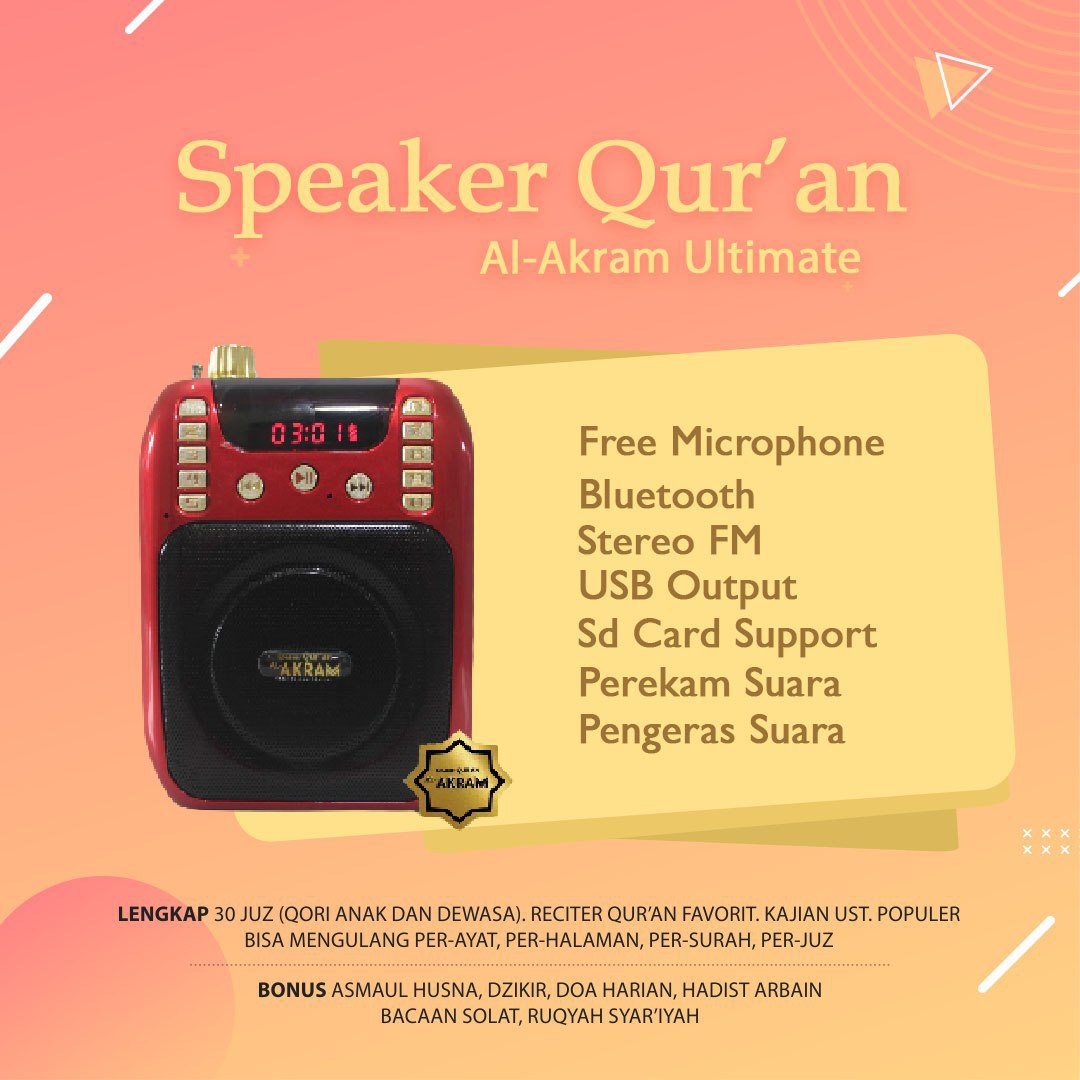 Speaker Qur'an
Al-Akram Ultimate
03:01
Free Microphone
Bluetooth
Stereo FM
USB Output
Sd Card Support
Perekam Suara
Pengeras Suara
AKRAM
AKRAM
LENGKAP 30 JUZ (QORI ANAK DAN DEWASA). RECITER QUR'AN FAVORIT. KAJIAN UST. POPULER
BISA MENGULANG PER-AYAT, PER-HALAMAN, PER-SURAH, PER-JUZ
BONUS ASMAUL HUSNA, DZIKIR, DOA HARIAN, HADIST ARBAIN
BACAAN SOLAT, RUQYAH SYAR'IYAH